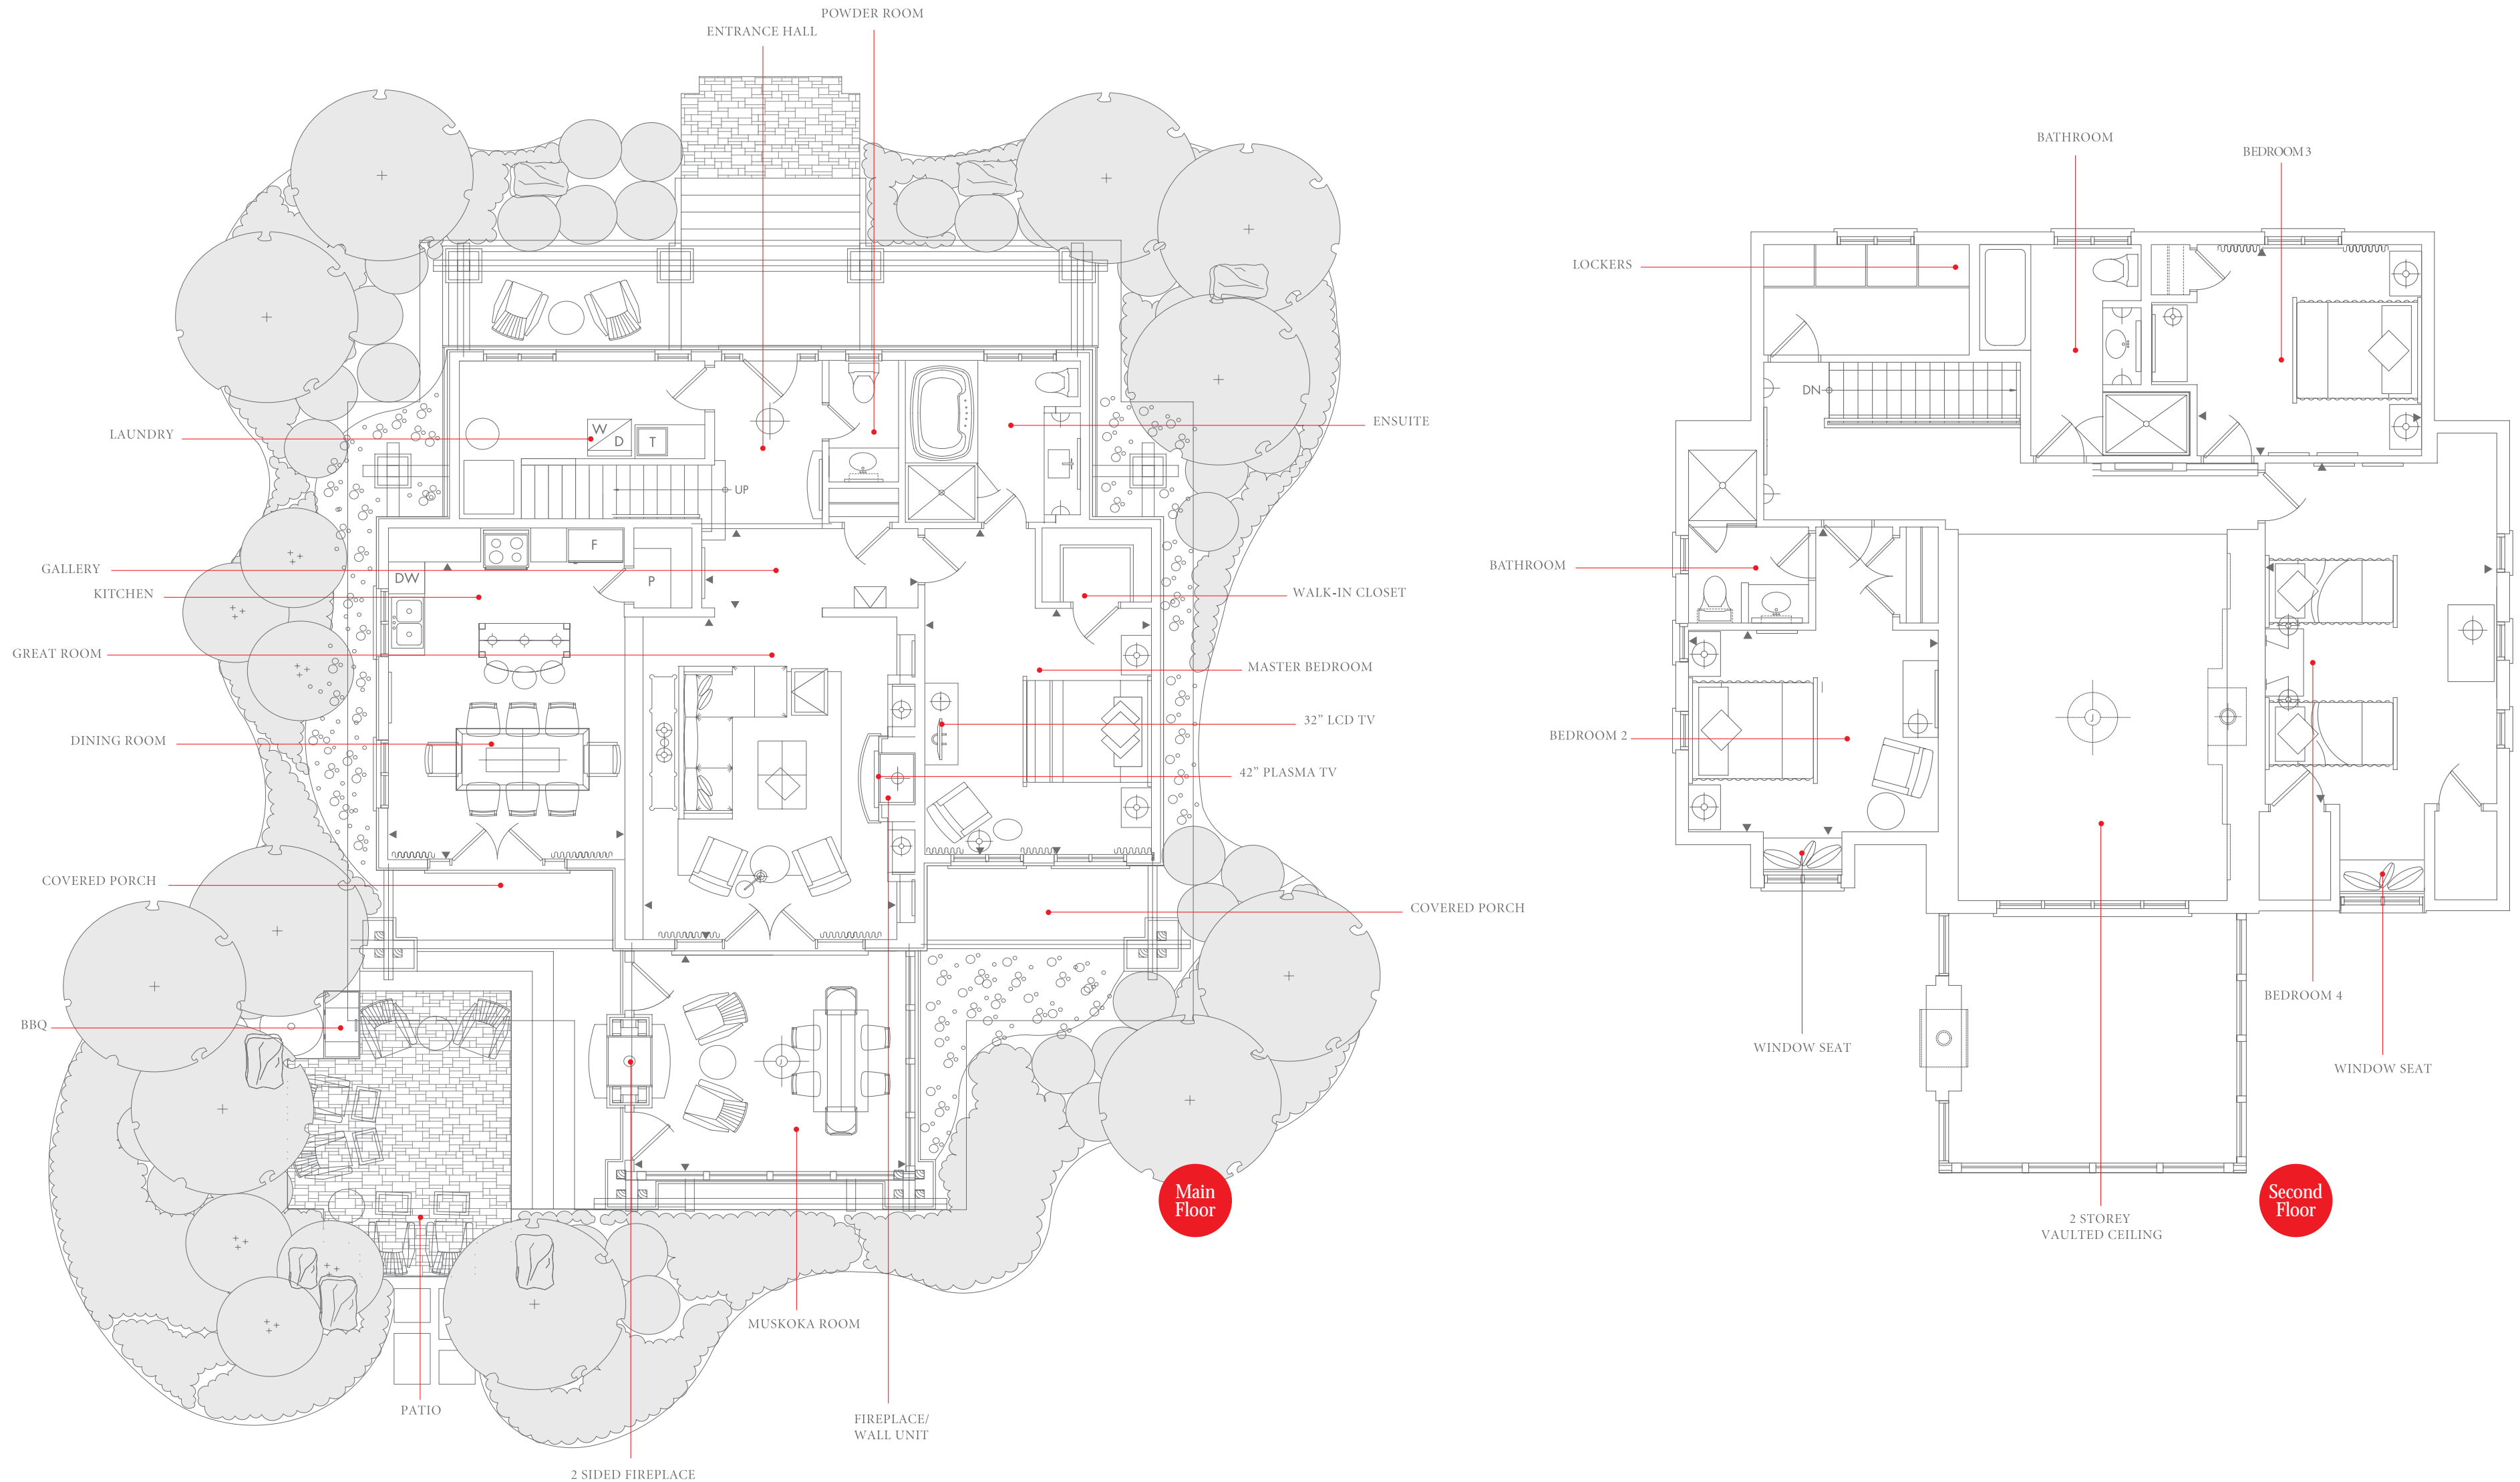 POWDER ROOM
ENTRANCE HALL
LAUNDRY
W
D
T
UP
ENSUITE
GALLERY
KITCHEN
F
DW
P
WALK-IN CLOSET
GREAT ROOM
MASTER BEDROOM
32” LCD TV
DINING ROOM
42” PLASMA TV
COVERED PORCH
COVERED PORCH
BBQ
J
Main
Floor
MUSKOKA ROOM
PATIO
FIREPLACE/
WALL UNIT
2 SIDED FIREPLACE
BATHROOM
BEDROOM 3
LOCKERS
DN
BATHROOM
J
BEDROOM 2
BEDROOM 4
WINDOW SEAT
WINDOW SEAT
2 STOREY
VAULTED CEILING
Second
Floor